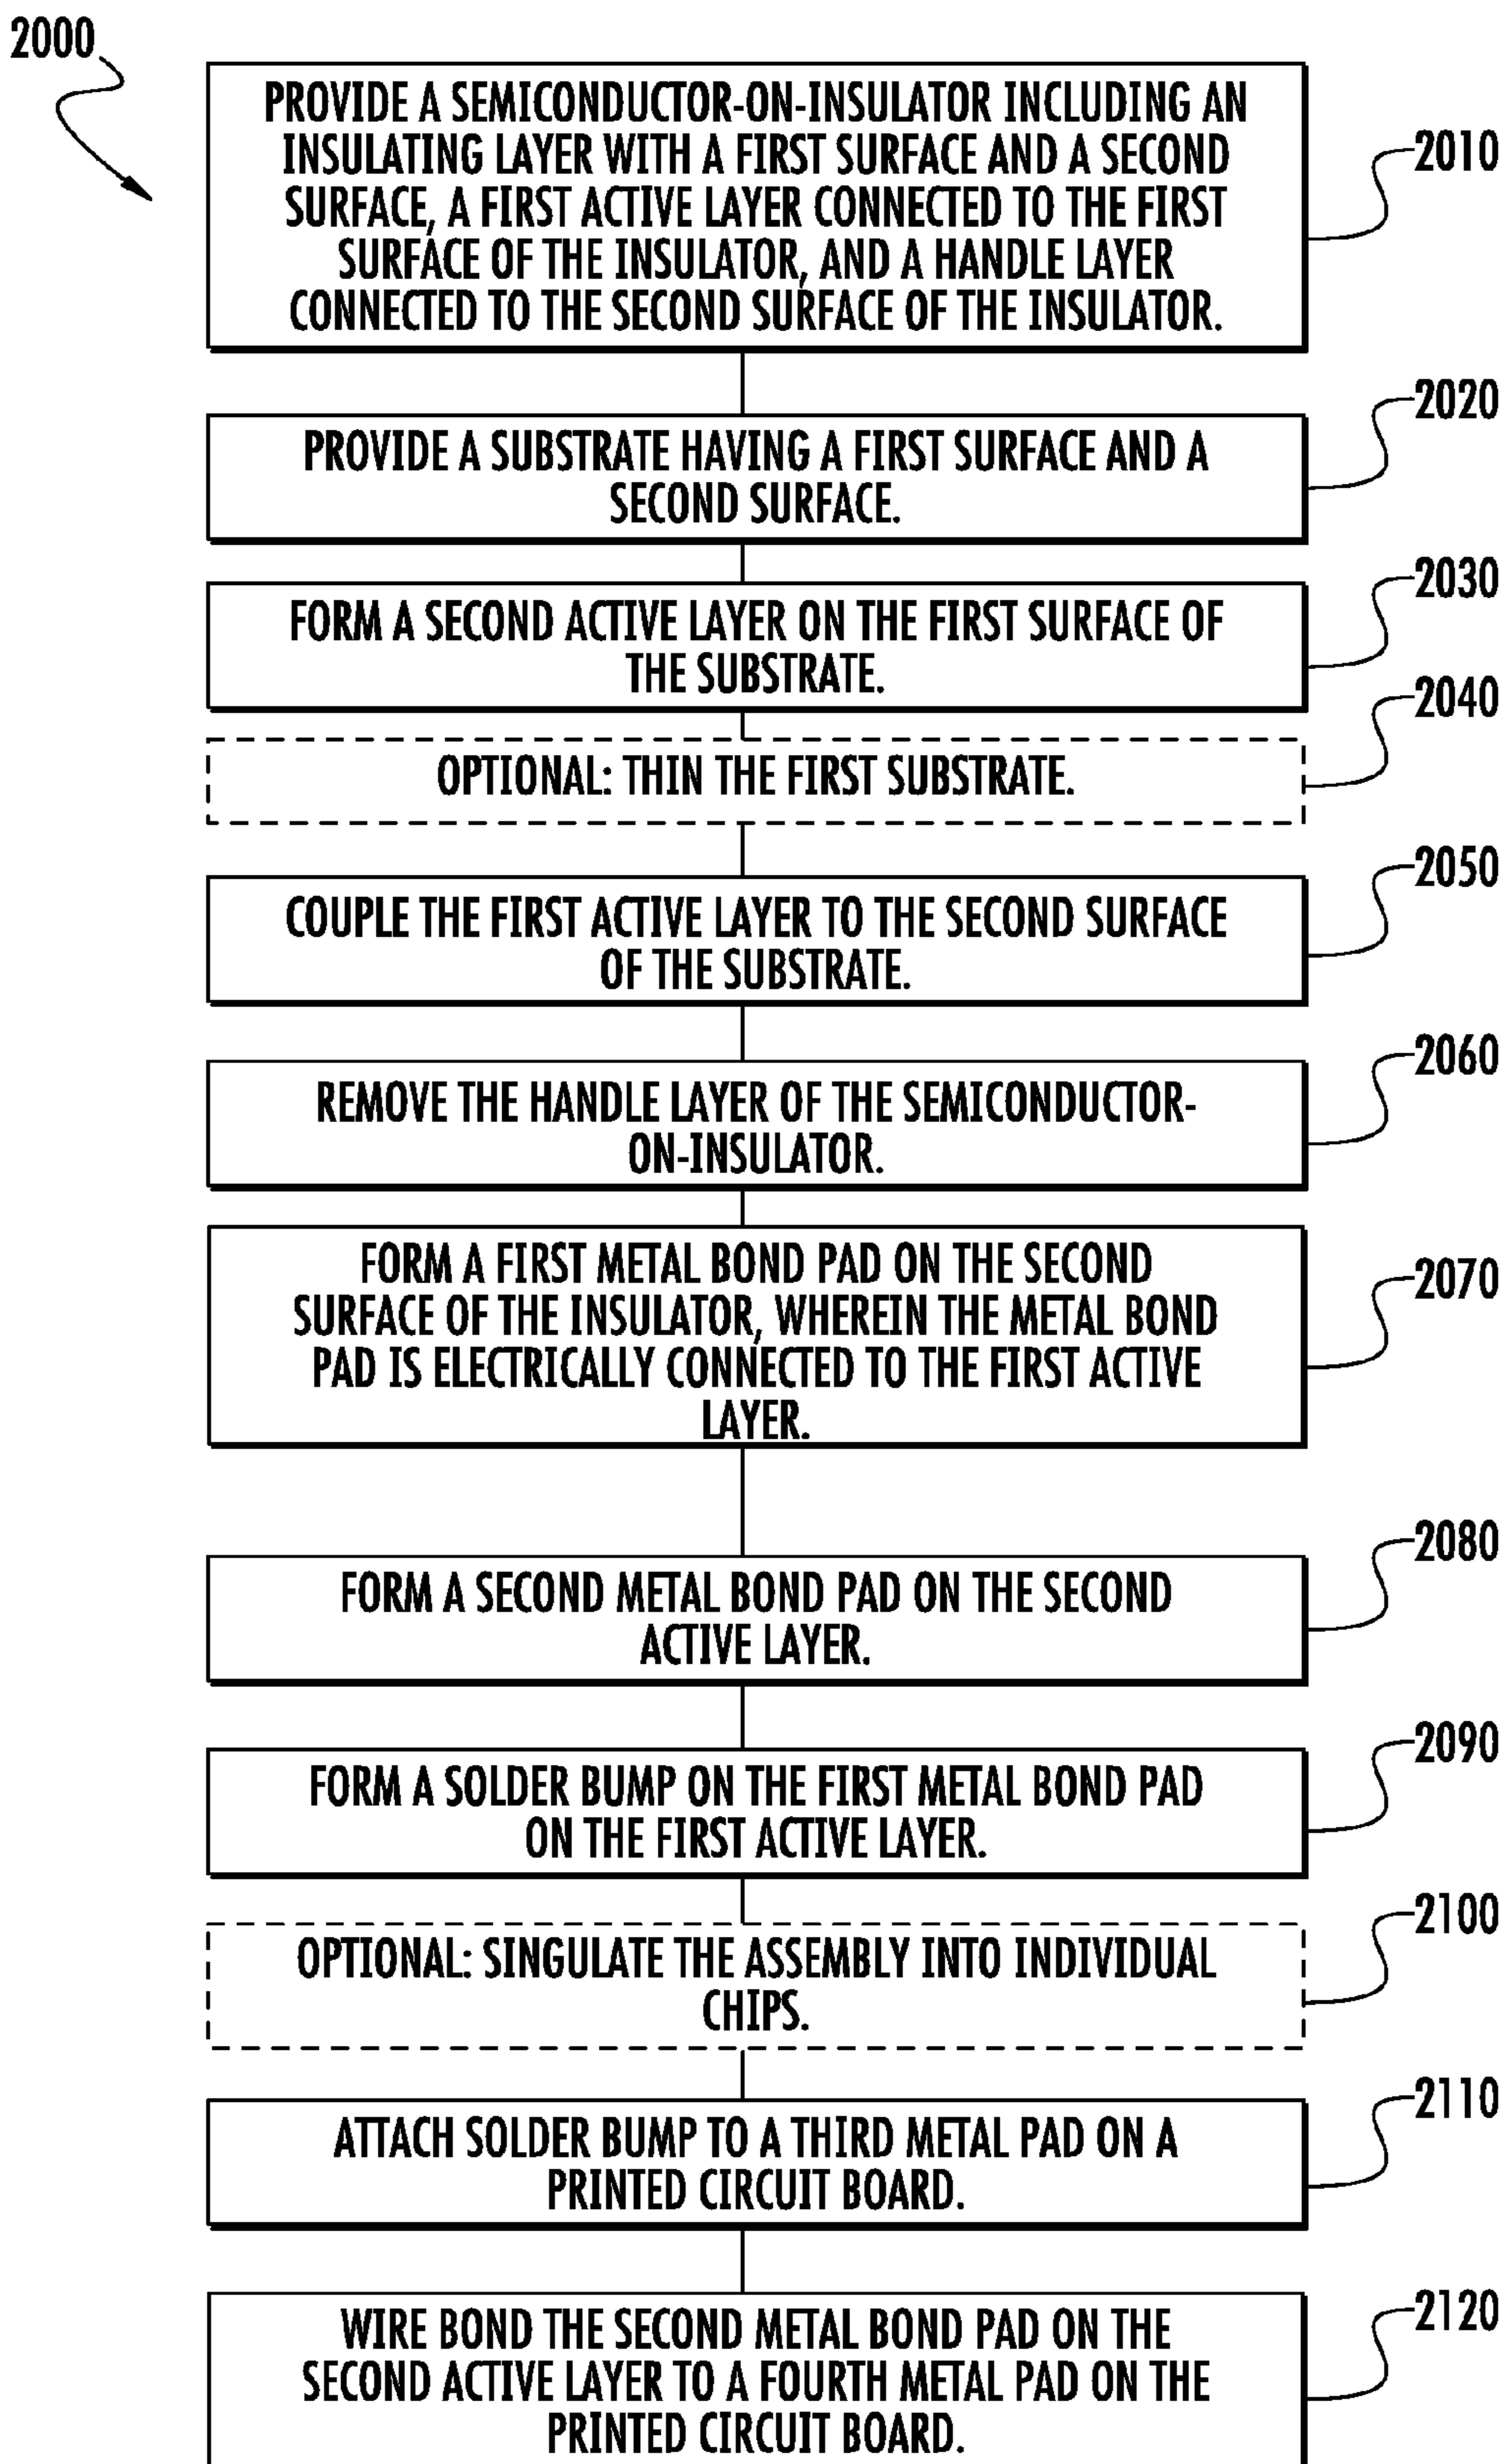 2000
PROVIDE A SEMICONDUCTOR-ON-INSULATOR INCLUDING AN
INSULATING LAYER WITH A FIRST SURFACE AND A SECOND
SURFACE, A FIRST ACTIVE LAYER CONNECTED TO THE FIRST
SURFACE OF THE INSULATOR, AND A HANDLE LAYER
CONNECTED TO THE SECOND SURFACE OF THE INSULATOR.
2010
PROVIDE A SUBSTRATE HAVING A FIRST SURFACE AND A
SECOND SURFACE.
2020
FORM A SECOND ACTIVE LAYER ON THE FIRST SURFACE OF
THE SUBSTRATE.
2030
OPTIONAL: THIN THE FIRST SUBSTRATE.
2040
COUPLE THE FIRST ACTIVE LAYER TO THE SECOND SURFACE
OF THE SUBSTRATE.
2050
REMOVE THE HANDLE LAYER OF THE SEMICONDUCTOR-
ON-INSULATOR.
2060
FORM A FIRST METAL BOND PAD ON THE SECOND
SURFACE OF THE INSULATOR, WHEREIN THE METAL BOND
PAD IS ELECTRICALLY CONNECTED TO THE FIRST ACTIVE
LAYER.
2070
FORM A SECOND METAL BOND PAD ON THE SECOND
ACTIVE LAYER.
2080
FORM A SOLDER BUMP ON THE FIRST METAL BOND PAD
ON THE FIRST ACTIVE LAYER.
2090
OPTIONAL: SINGULATE THE ASSEMBLY INTO INDIVIDUAL
CHIPS.
2100
ATTACH SOLDER BUMP TO A THIRD METAL PAD ON A
PRINTED CIRCUIT BOARD.
2110
WIRE BOND THE SECOND METAL BOND PAD ON THE
SECOND ACTIVE LAYER TO A FOURTH METAL PAD ON THE
PRINTED CIRCUIT BOARD.
2120